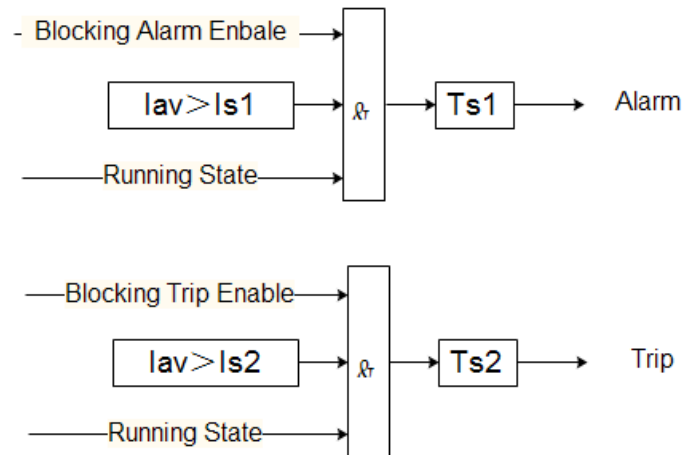 Blocking Alarm Enbale
Iav>Is1
&
Ts1
Alarm
Running State
Blocking Trip Enable
Iav>Is2
&
Ts2
Trip
Running State